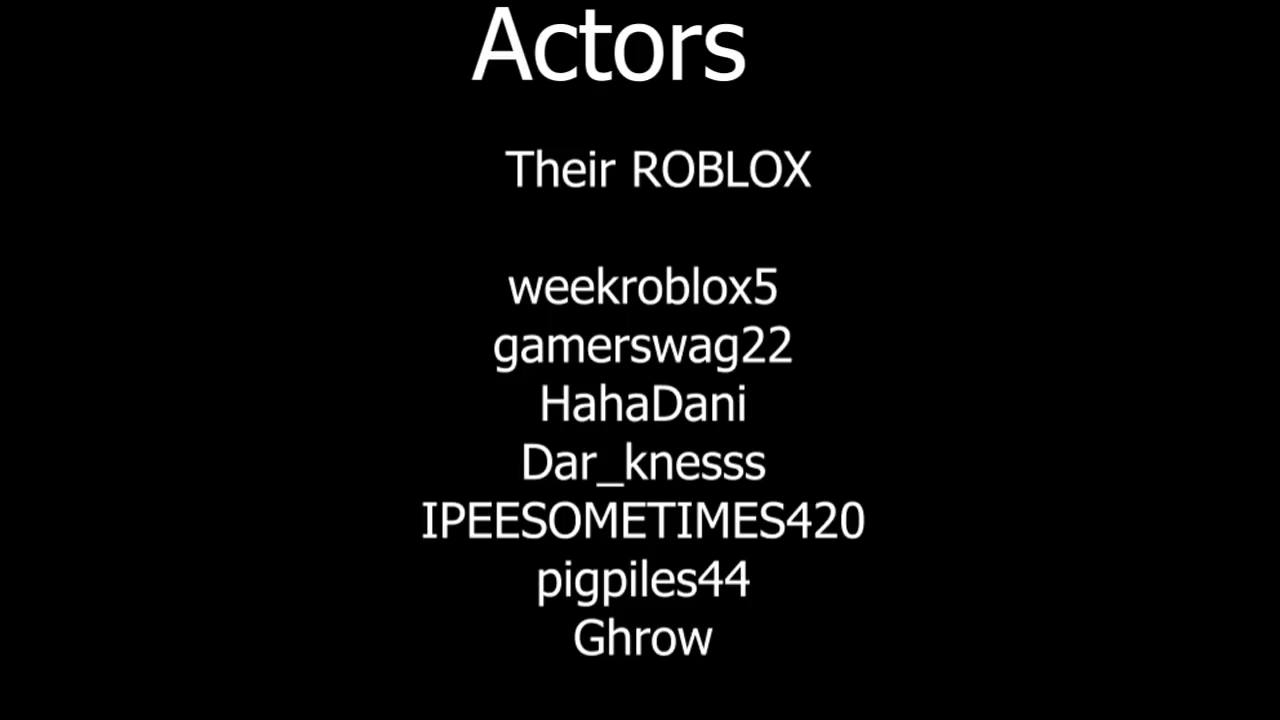 Actors
Their ROBLOX
weekroblox5
gamerswag22
HahaDani
Dar_knesss
IPEESOMETIMES420
pigpiles44
Ghrow